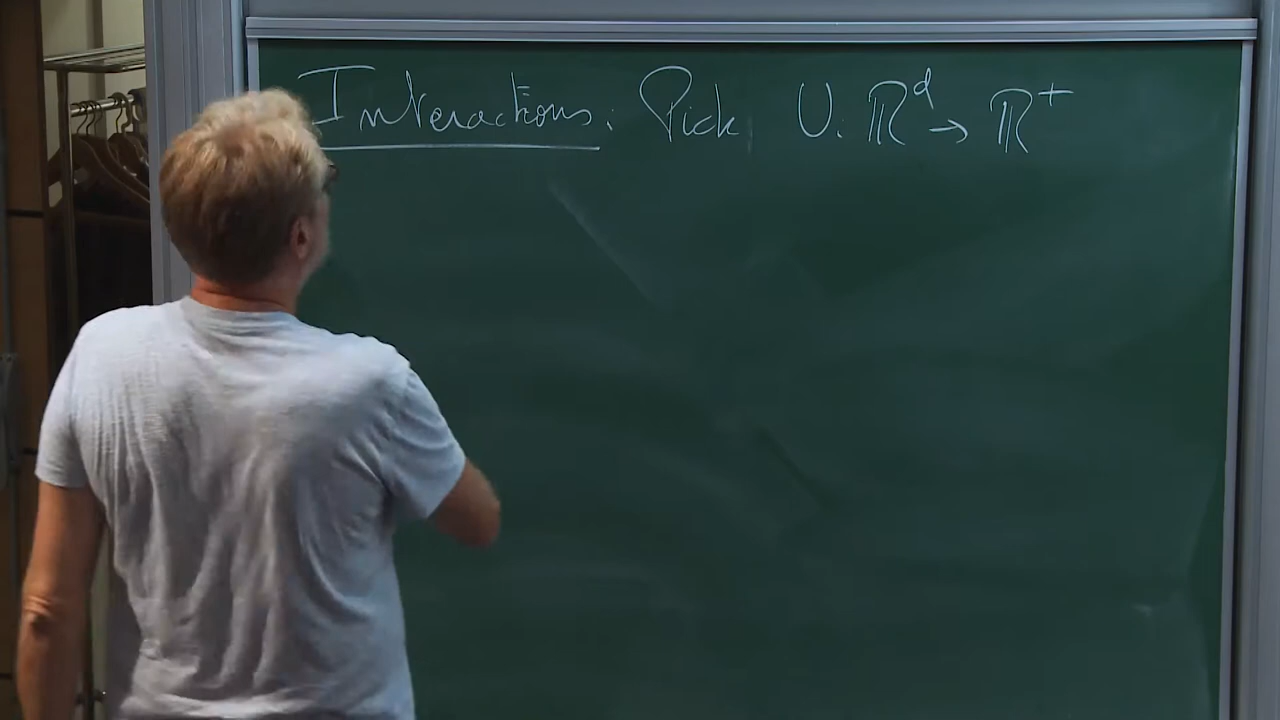 Interactions: Pick U: ℝᵈ → ℝ⁺